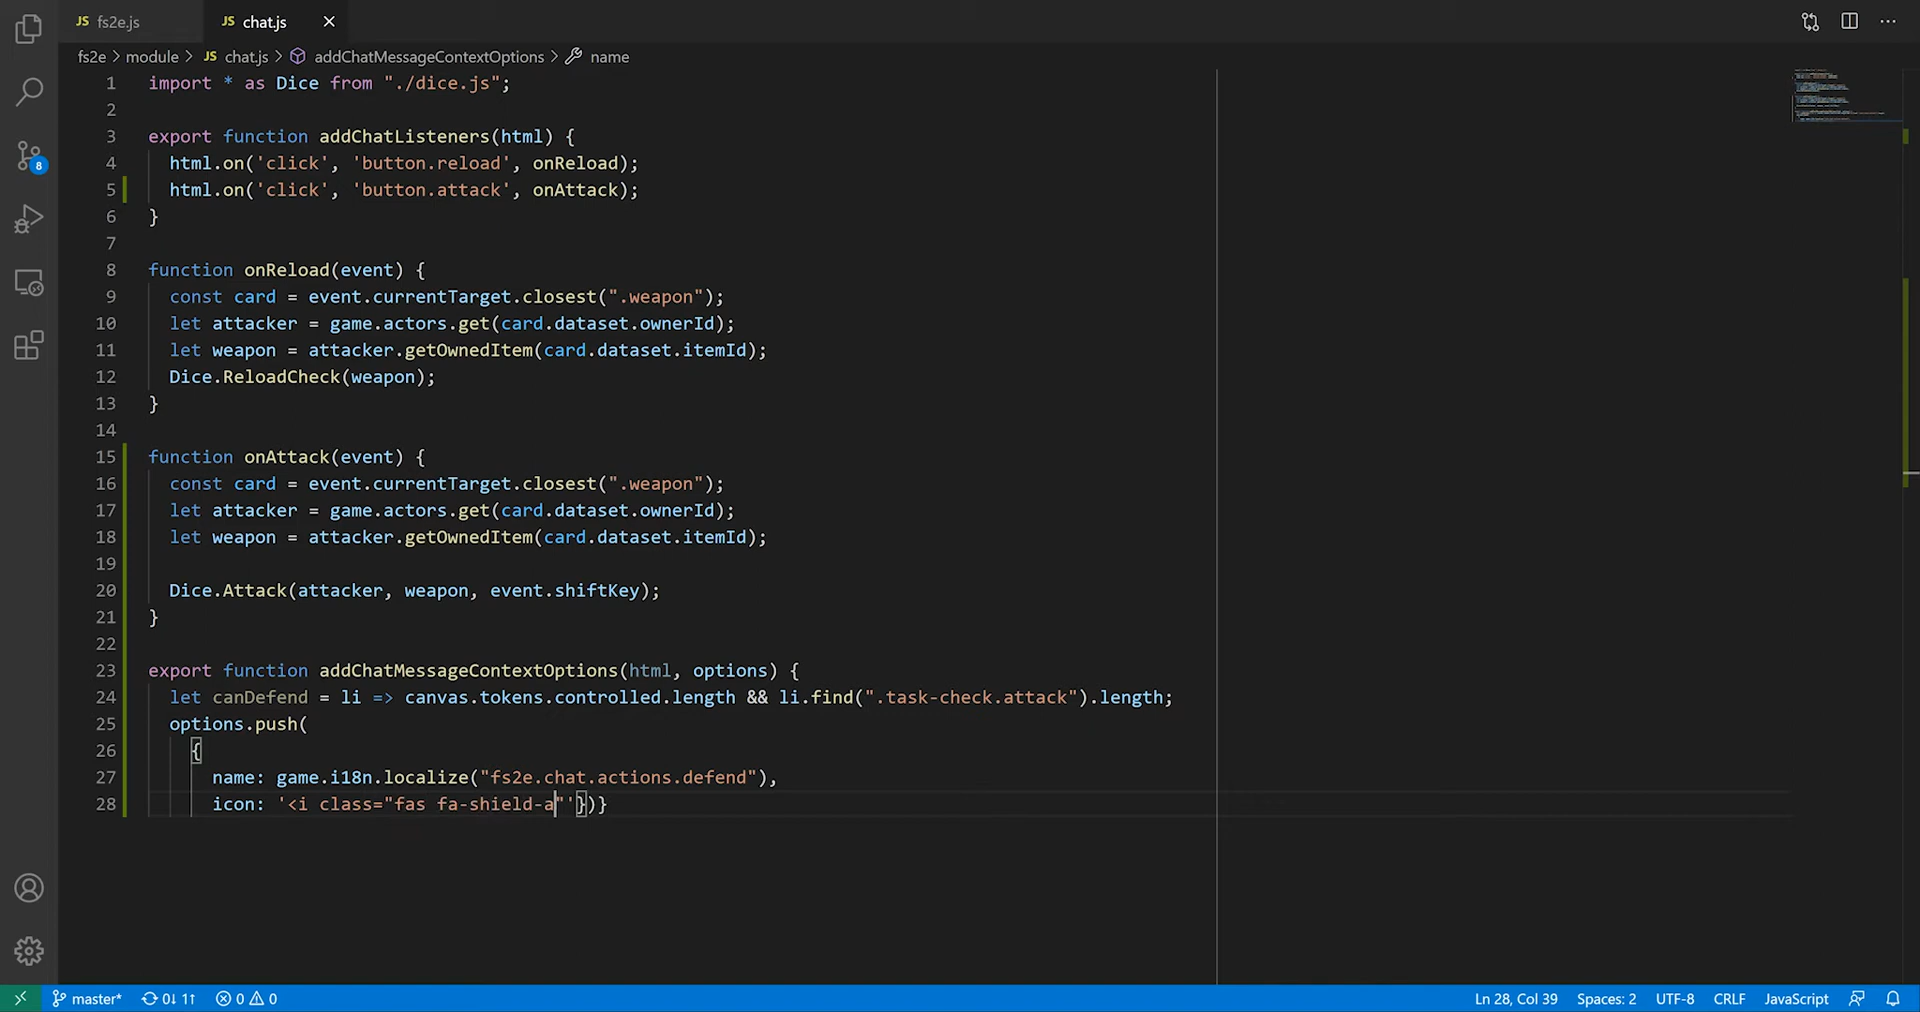 JS fs2e.js
JS chat.js ×
fs2e > module > JS chat.js > addChatMessageContextOptions > name
1 import * as Dice from "./dice.js";
2
3 export function addChatListeners(html) {
4 html.on('click', 'button.reload', onReload);
5 html.on('click', 'button.attack', onAttack);
6 }
7
8 function onReload(event) {
9 const card = event.currentTarget.closest(".weapon");
10 let attacker = game.actors.get(card.dataset.ownerId);
11 let weapon = attacker.getOwnedItem(card.dataset.itemId);
12 Dice.ReloadCheck(weapon);
13 }
14
15 function onAttack(event) {
16 const card = event.currentTarget.closest(".weapon");
17 let attacker = game.actors.get(card.dataset.ownerId);
18 let weapon = attacker.getOwnedItem(card.dataset.itemId);
19
20 Dice.Attack(attacker, weapon, event.shiftKey);
21 }
22
23 export function addChatMessageContextOptions(html, options) {
24 let canDefend = li => canvas.tokens.controlled.length && li.find(".task-check.attack").length;
25 options.push(
26 {
27 name: game.i18n.localize("fs2e.chat.actions.defend"),
28 icon: '<i class="fas fa-shield-a"'})}
8
master* 0↓ 1↑ 0 0 Ln 28, Col 39 Spaces: 2 UTF-8 CRLF JavaScript